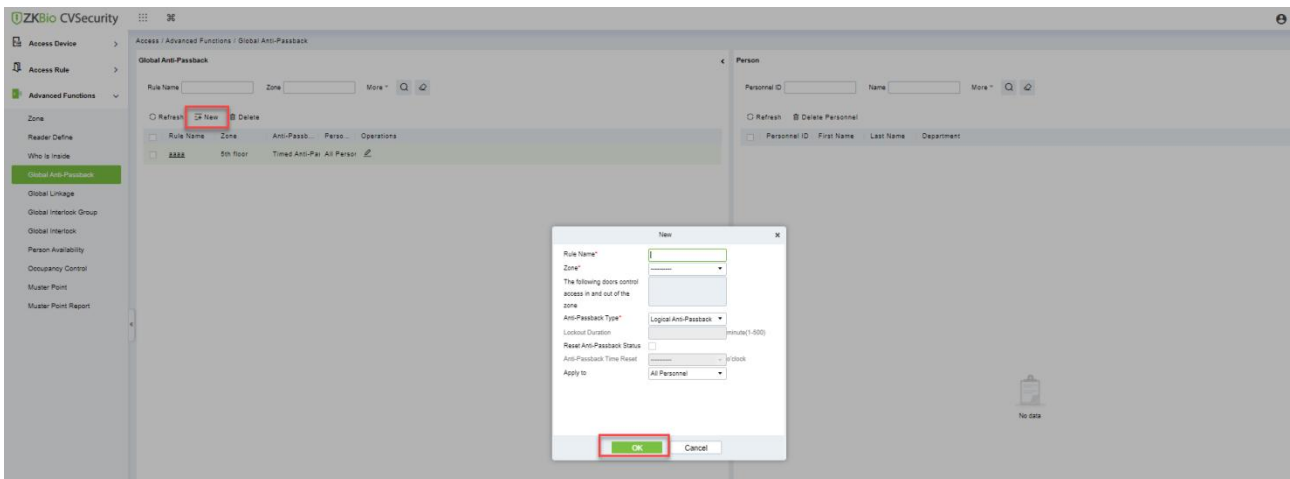 ZKBio CVSecurity
Access Device
Access Rule
Advanced Functions
Zone
Reader Define
Who Is Inside
Global Anti-Passback
Global Linkage
Global Interlock Group
Global Interlock
Person Availability
Occupancy Control
Muster Point
Muster Point Report
Access / Advanced Functions / Global Anti-Passback
Global Anti-Passback
Rule Name Zone More
Refresh New Delete
Rule Name Zone Anti-Passb... Perso... Operations
aaaa 5th floor Timed Anti-Pas All Person
Person
Personnel ID Name More
Refresh Delete Personnel
Personnel ID First Name Last Name Department
No data
New
Rule Name*
Zone* ----------
The following doors control
access in and out of the
zone
Anti-Passback Type* Logical Anti-Passback
Lockout Duration minute(1-500)
Reset Anti-Passback Status
Anti-Passback Time Reset ---------- o'clock
Apply to All Personnel
OK Cancel